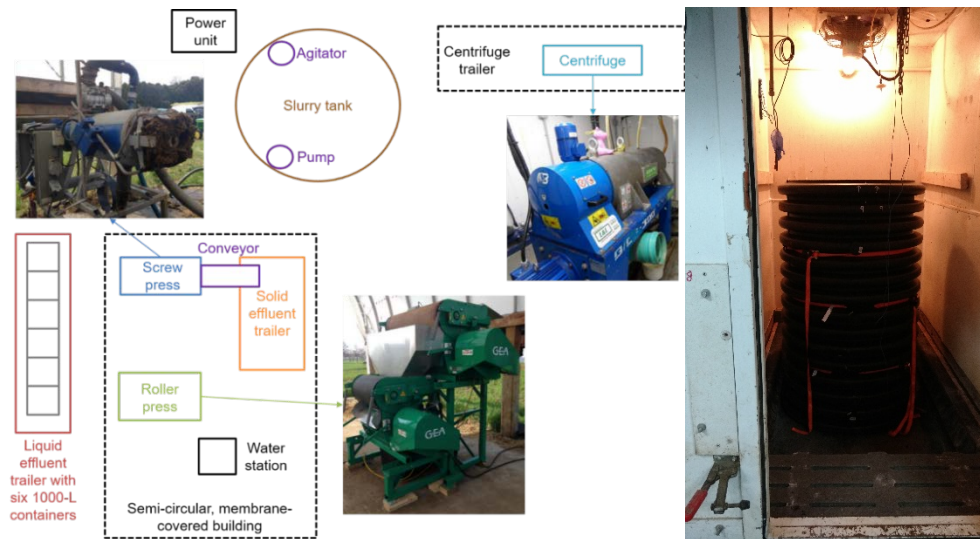 Power
unit
Agitator
Slurry tank
Pump
Centrifuge
trailer
Centrifuge
Conveyor
Screw
press
Solid
effluent
trailer
Roller
press
Water
station
Liquid
effluent
trailer with
six 1000-L
containers
Semi-circular, membrane-
covered building
GEA
GEA